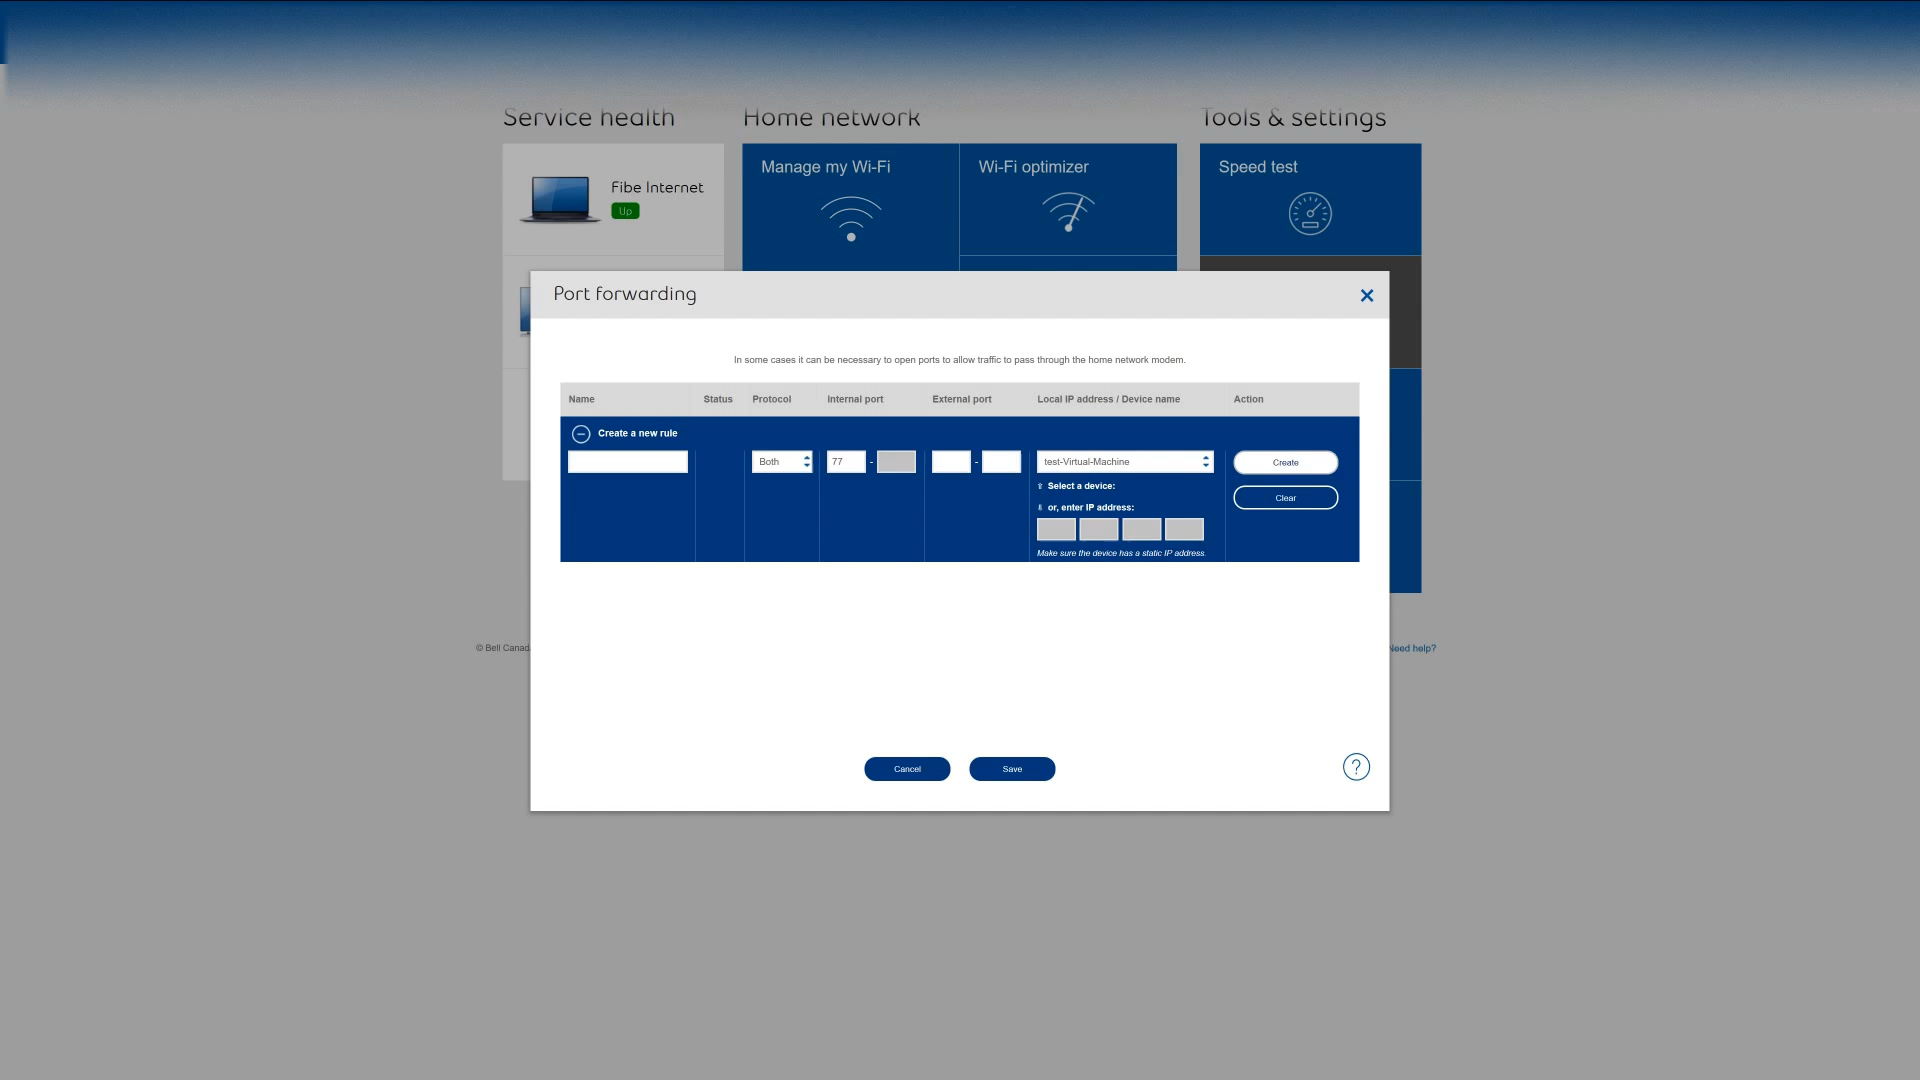 Service health
Home network
Tools & settings
Manage my Wi-Fi
Wi-Fi optimizer
Speed test
Fibe Internet
Up
Port forwarding
In some cases it can be necessary to open ports to allow traffic to pass through the home network modem.
Name Status Protocol Internal port External port Local IP address / Device name Action
Create a new rule
Both 77 - - test-Virtual-Machine Create
⇧ Select a device:
Clear
⇩ or, enter IP address:
Make sure the device has a static IP address.
© Bell Canad
Need help?
Cancel Save ?